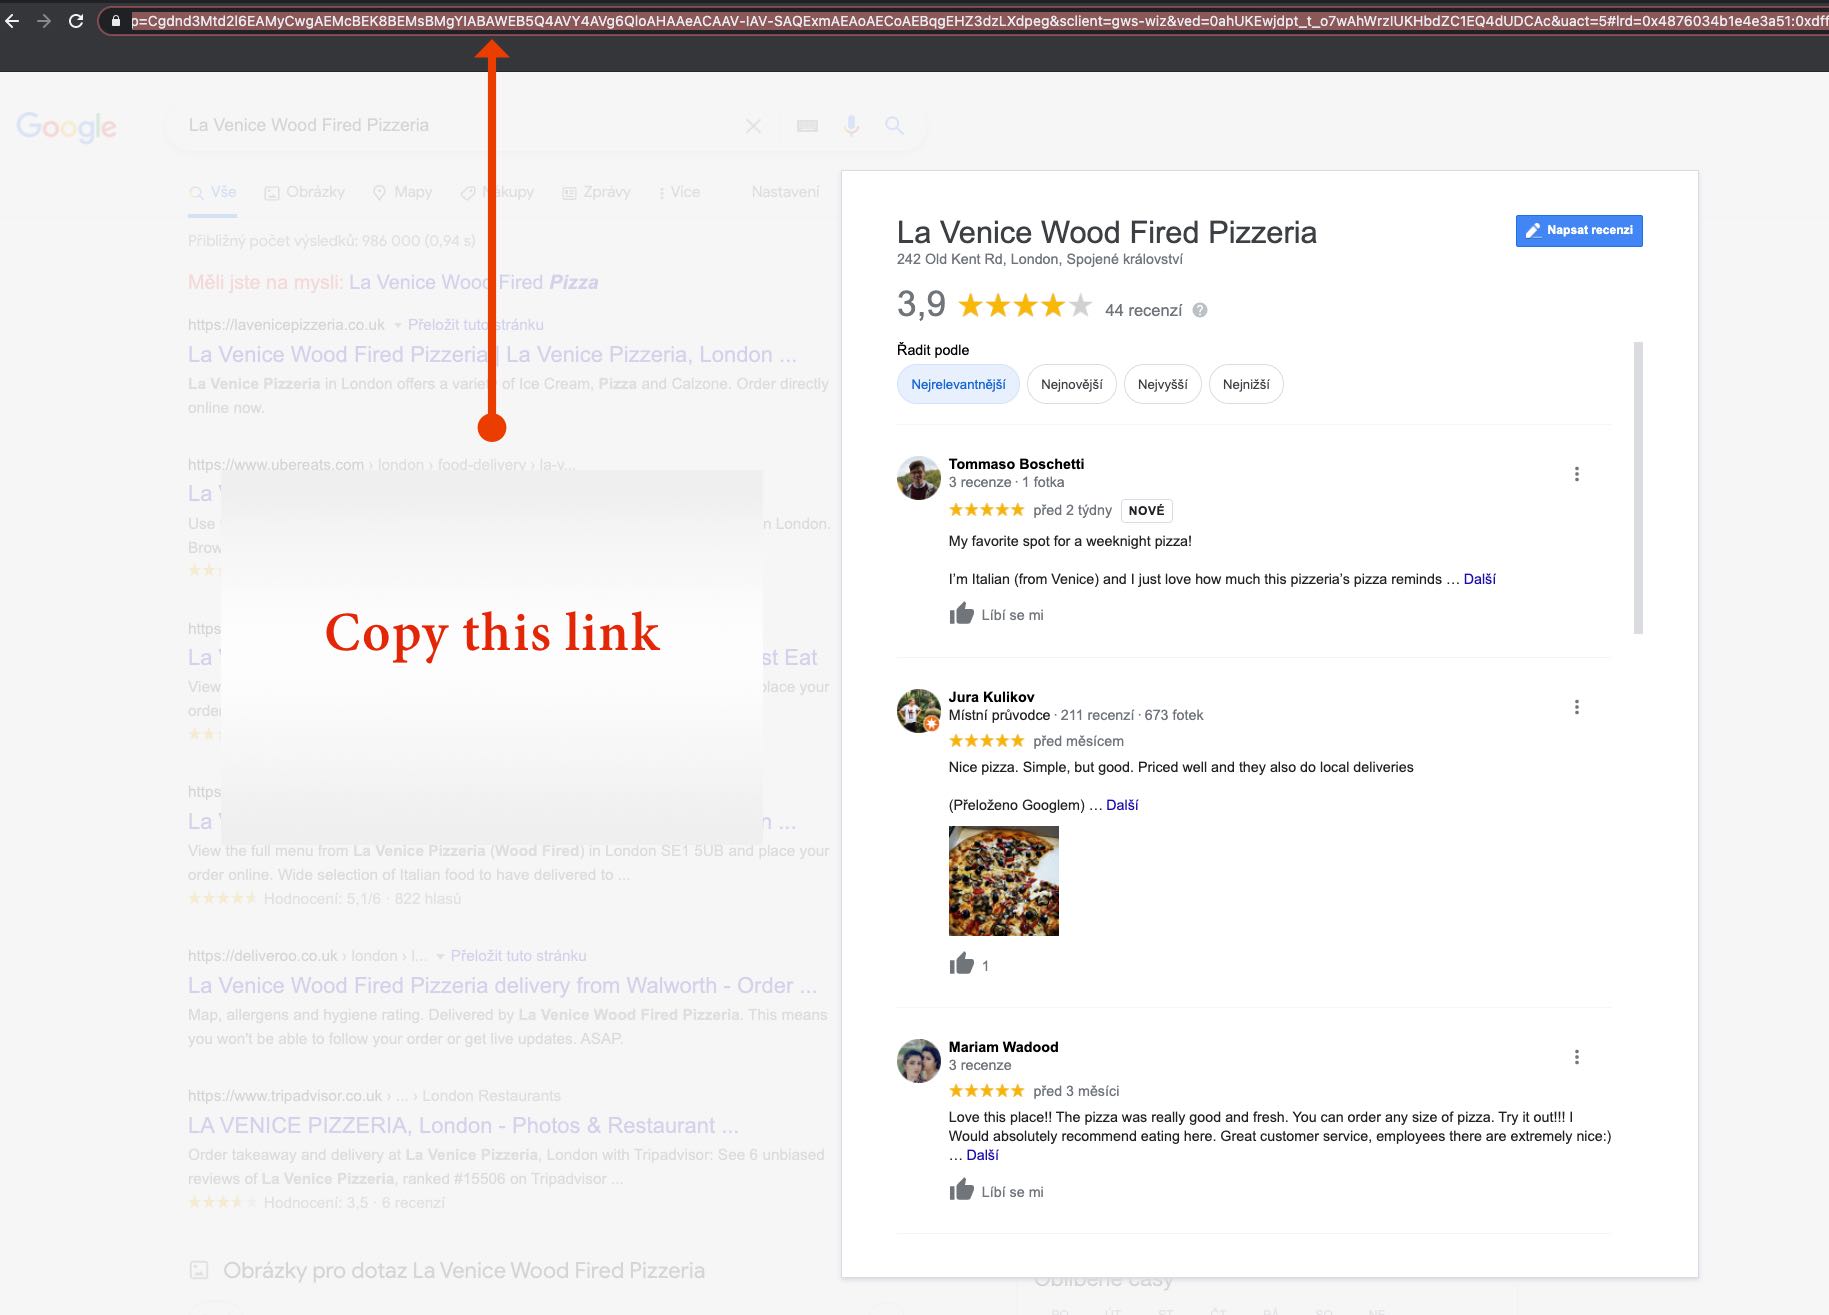 p=Cgdnd3Mtd2l6EAMyCwgAEMcBEK8BEMsBMgYIABAWEB5Q4AVY4AVg6QloAHAAeACAAV-IAV-SAQExmAEAoAECoAEBqgEHZ3dzLXdpeg&sclient=gws-wiz&ved=0ahUKEwjdpt_t_o7wAhWrzIUKHbdZC1EQ4dUDCAc&uact=5#lrd=0x4876034b1e4e3a51:0xdff
Google
La Venice Wood Fired Pizzeria
Vše Obrázky Mapy Nákupy Zprávy Více Nastavení
Přibližný počet výsledků: 986 000 (0,94 s)
Měli jste na mysli: La Venice Wood Fired Pizza
https://lavenicepizzeria.co.uk Přeložit tuto stránku
La Venice Wood Fired Pizzeria | La Venice Pizzeria, London ...
La Venice Pizzeria in London offers a variety of Ice Cream, Pizza and Calzone. Order directly
online now.
https://www.ubereats.com › london › food-delivery › la-v...
La
Use n London.
Brow
https
La st Eat
View place your
orde
https
La n ...
Copy this link
View the full menu from La Venice Pizzeria (Wood Fired) in London SE1 5UB and place your
order online. Wide selection of Italian food to have delivered to ...
Hodnocení: 5,1/6 · 822 hlasů
https://deliveroo.co.uk › london › l... Přeložit tuto stránku
La Venice Wood Fired Pizzeria delivery from Walworth - Order ...
Map, allergens and hygiene rating. Delivered by La Venice Wood Fired Pizzeria. This means
you won't be able to follow your order or get live updates. ASAP.
https://www.tripadvisor.co.uk › ... › London Restaurants
LA VENICE PIZZERIA, London - Photos & Restaurant ...
Order takeaway and delivery at La Venice Pizzeria, London with Tripadvisor: See 6 unbiased
reviews of La Venice Pizzeria, ranked #15506 on Tripadvisor ...
Hodnocení: 3,5 · 6 recenzí
Obrázky pro dotaz La Venice Wood Fired Pizzeria
La Venice Wood Fired Pizzeria
Napsat recenzi
242 Old Kent Rd, London, Spojené království
3,9 44 recenzí
Řadit podle
Nejrelevantnější Nejnovější Nejvyšší Nejnižší
Tommaso Boschetti
3 recenze · 1 fotka
před 2 týdny NOVÉ
My favorite spot for a weeknight pizza!
I'm Italian (from Venice) and I just love how much this pizzeria's pizza reminds … Další
Líbí se mi
Jura Kulikov
Místní průvodce · 211 recenzí · 673 fotek
před měsícem
Nice pizza. Simple, but good. Priced well and they also do local deliveries
(Přeloženo Googlem) … Další
1
Mariam Wadood
3 recenze
před 3 měsíci
Love this place!! The pizza was really good and fresh. You can order any size of pizza. Try it out!!! I
Would absolutely recommend eating here. Great customer service, employees there are extremely nice:)
… Další
Líbí se mi
Oblíbené časy
PO ÚT ST ČT PÁ SO NE